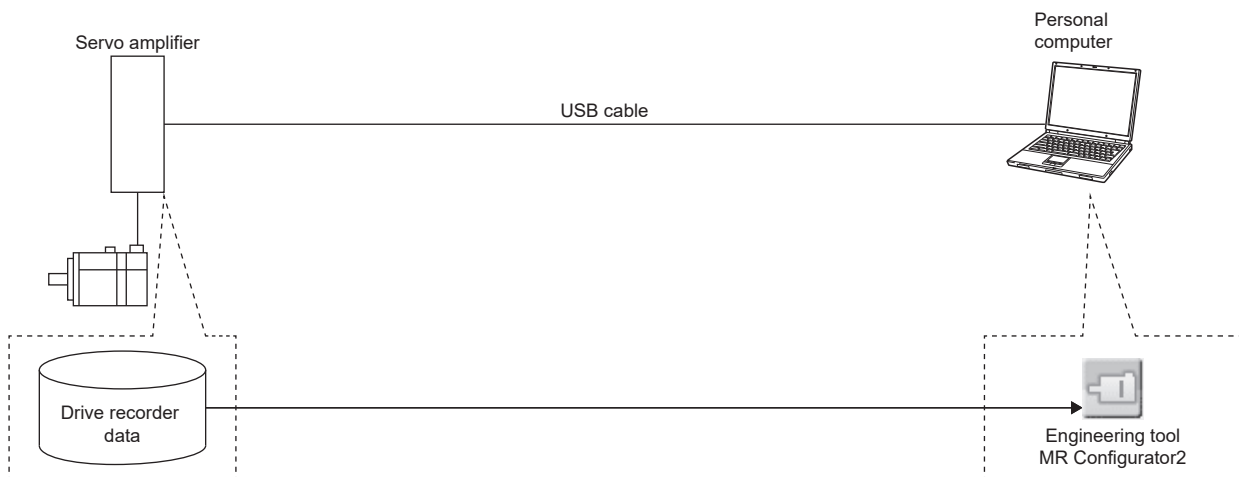 Servo amplifier
Personal
computer
USB cable
Drive recorder
data
Engineering tool
MR Configurator2